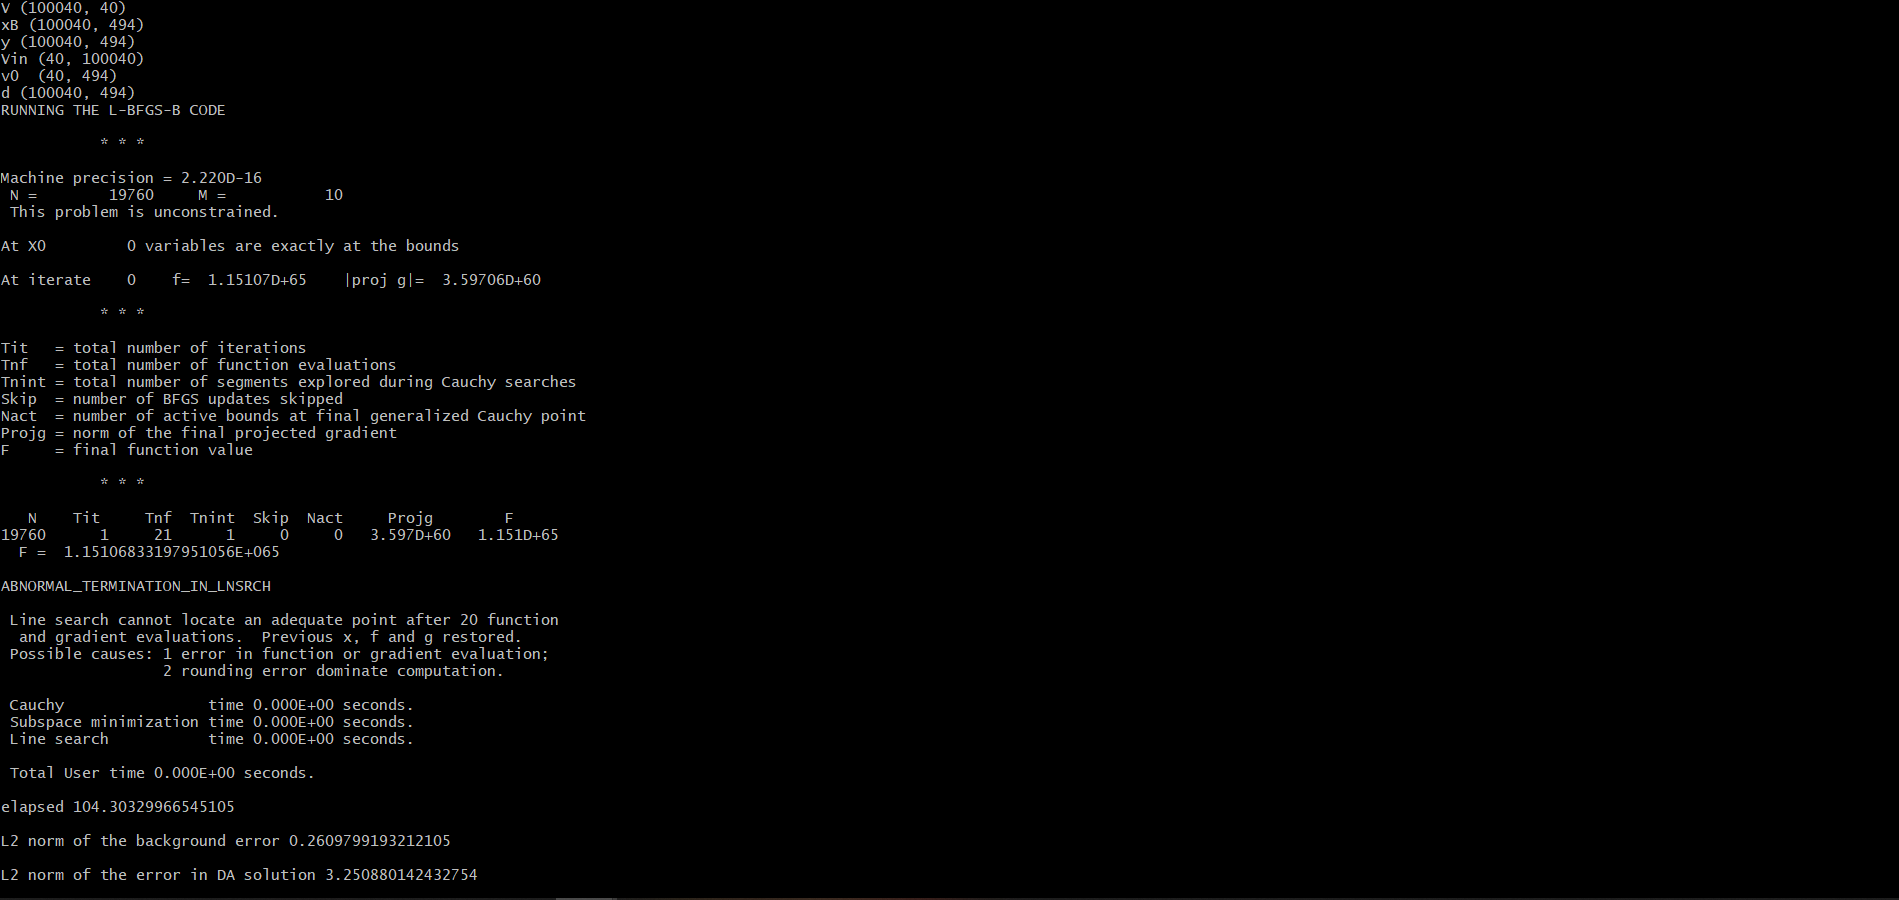 V (100040, 40)
xB (100040, 494)
y (100040, 494)
Vin (40, 100040)
v0  (40, 494)
d (100040, 494)
RUNNING THE L-BFGS-B CODE
* * *
Machine precision = 2.220D-16
N =        19760     M =           10
This problem is unconstrained.
At X0         0 variables are exactly at the bounds
At iterate    0    f=  1.15107D+65    |proj g|=  3.59706D+60
* * *
Tit   = total number of iterations
Tnf   = total number of function evaluations
Tnint = total number of segments explored during Cauchy searches
Skip  = number of BFGS updates skipped
Nact  = number of active bounds at final generalized Cauchy point
Projg = norm of the final projected gradient
F     = final function value
* * *
N    Tit     Tnf  Tnint  Skip  Nact     Projg        F
19760      1     21      1     0     0   3.597D+60   1.151D+65
F =  1.15106833197951056E+065
ABNORMAL_TERMINATION_IN_LNSRCH
Line search cannot locate an adequate point after 20 function
and gradient evaluations.  Previous x, f and g restored.
Possible causes: 1 error in function or gradient evaluation;
2 rounding error dominate computation.
Cauchy                time 0.000E+00 seconds.
Subspace minimization time 0.000E+00 seconds.
Line search           time 0.000E+00 seconds.
Total User time 0.000E+00 seconds.
elapsed 104.30329966545105
L2 norm of the background error 0.2609799193212105
L2 norm of the error in DA solution 3.250880142432754